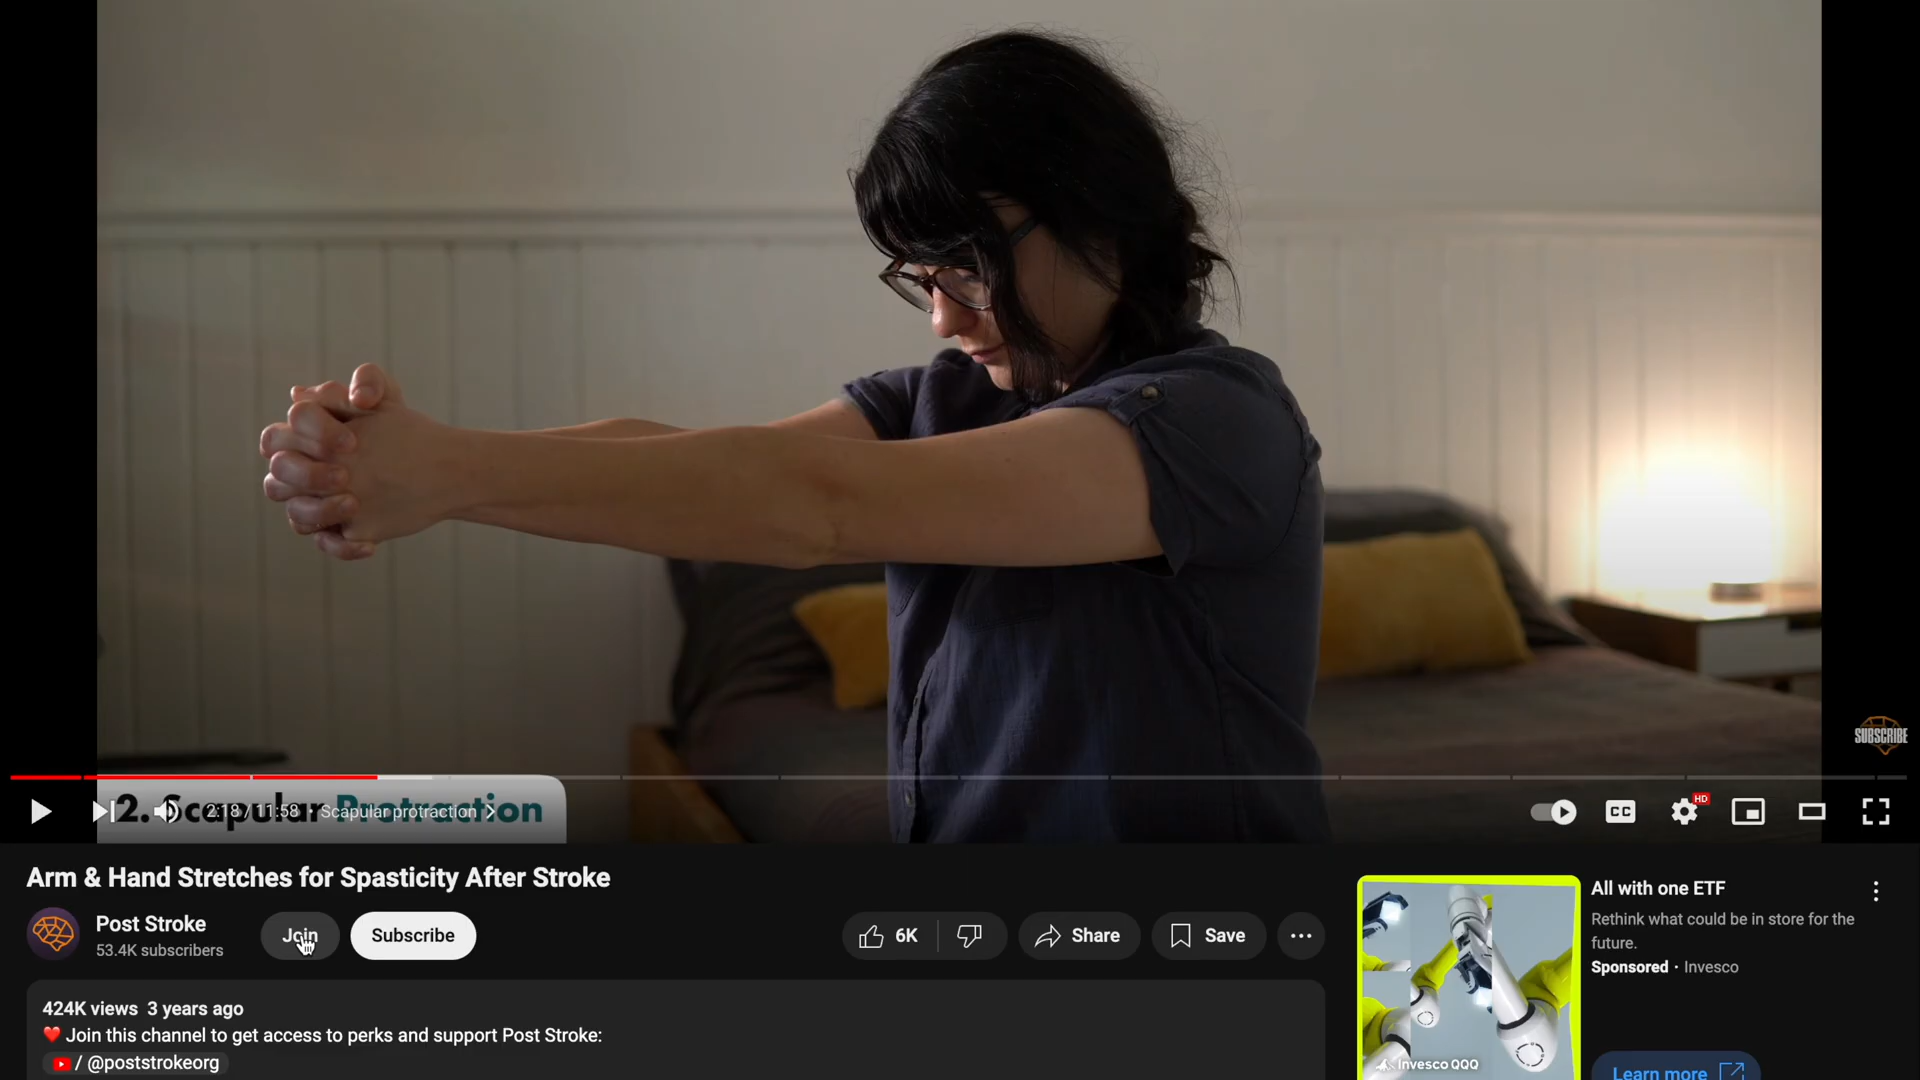 SUBSCRIBE
2. Scapular Protraction
2:18 / 11:58 • Scapular protraction
CC
HD
Arm & Hand Stretches for Spasticity After Stroke
Post Stroke
53.4K subscribers
Join
Subscribe
6K
Share
Save
424K views 3 years ago
❤️ Join this channel to get access to perks and support Post Stroke:
/ @poststrokeorg
All with one ETF
Rethink what could be in store for the
future.
Sponsored · Invesco
Invesco QQQ
Learn more